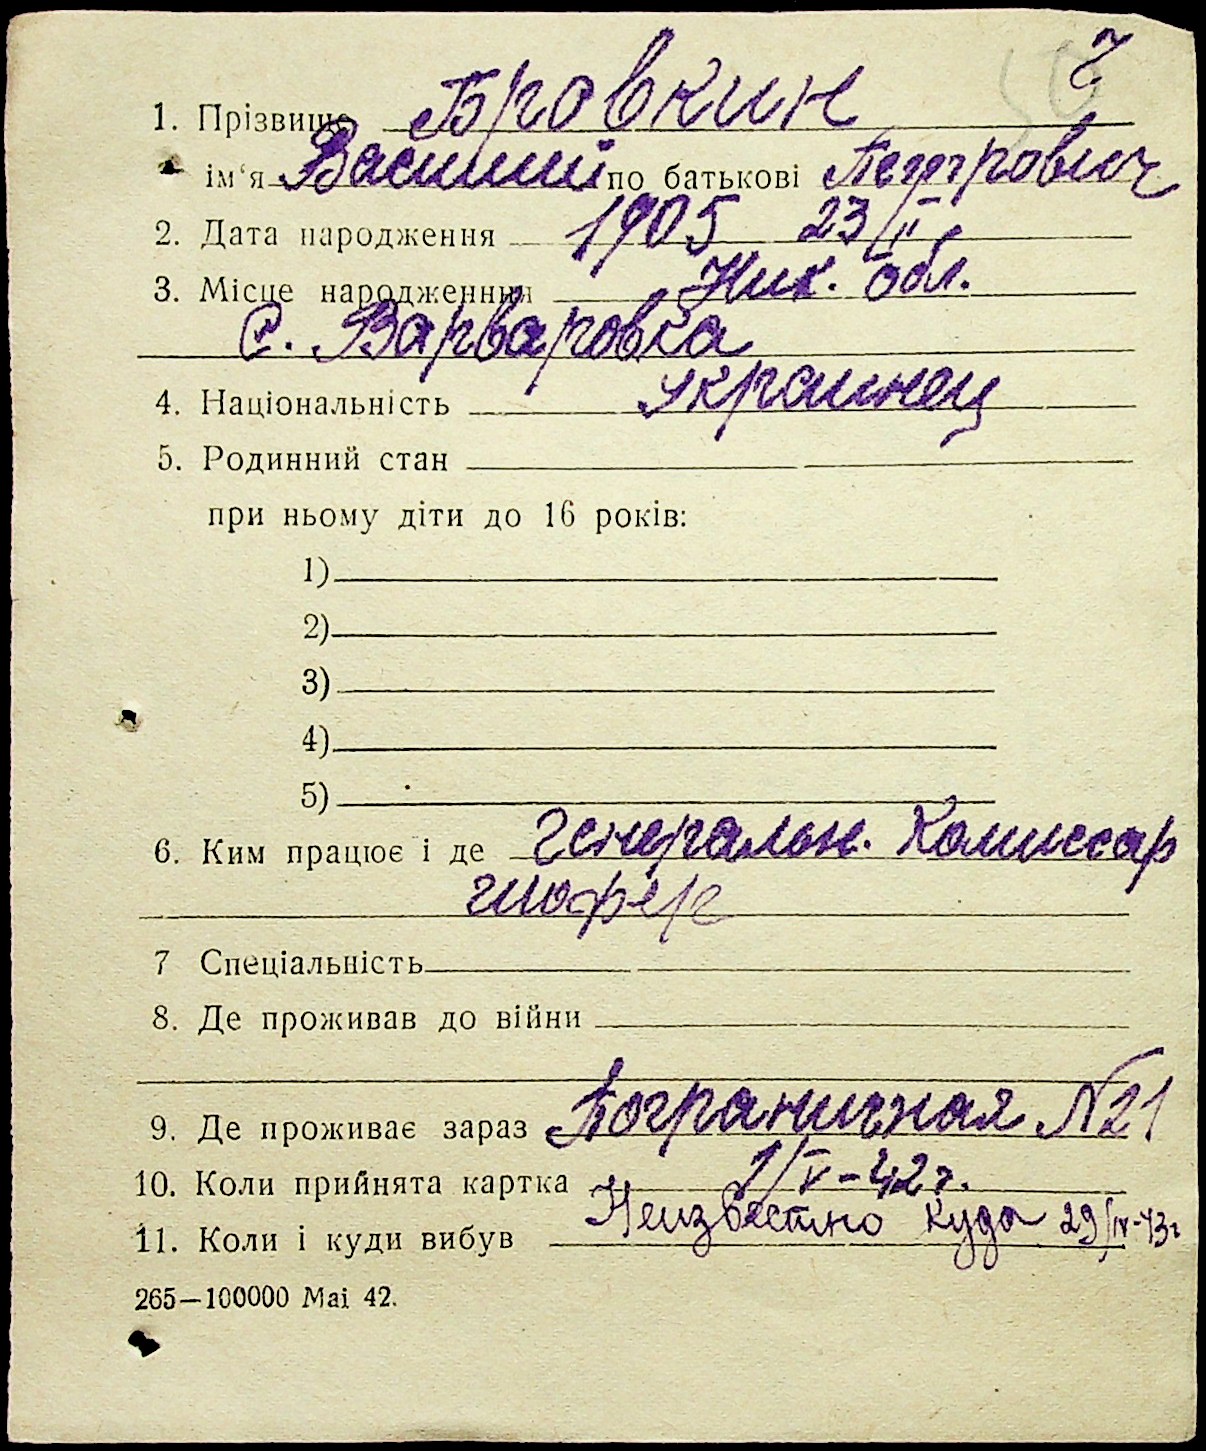 1. Прізвище Бровкин
ім'я Василий по батькові Петрович
2. Дата народження 1905 23/II
3. Місце народженння Ник. обл.
с. Варваровка
4. Національність украинец
5. Родинний стан
при ньому діти до 16 років:
1)
2)
3)
4)
5)
6. Ким працює і де Генеральн. Комиссар
шофер
7 Спеціальність
8. Де проживав до війни
9. Де проживає зараз Пограничная №21
10. Коли прийнята картка 1/V-42г.
11. Коли і куди вибув Неизвестно куда 29/IV-43г
265—100000 Mai 42.